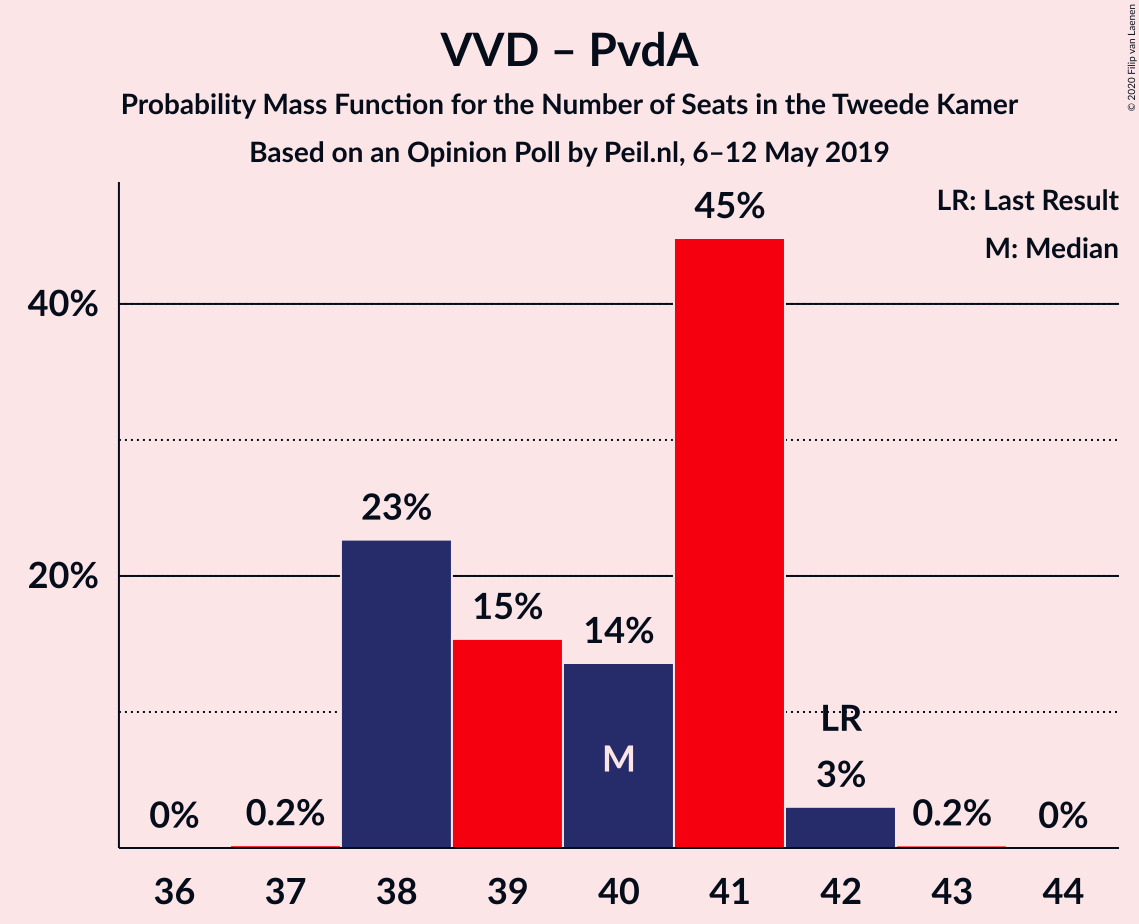 VVD – PvdA
Probability Mass Function for the Number of Seats in the Tweede Kamer
Based on an Opinion Poll by Peil.nl, 6–12 May 2019
© 2020 Filip van Laenen
LR: Last Result
M: Median
40%
20%
0%
0.2%
23%
15%
14%
M
45%
LR
3%
0.2%
0%
36 37 38 39 40 41 42 43 44